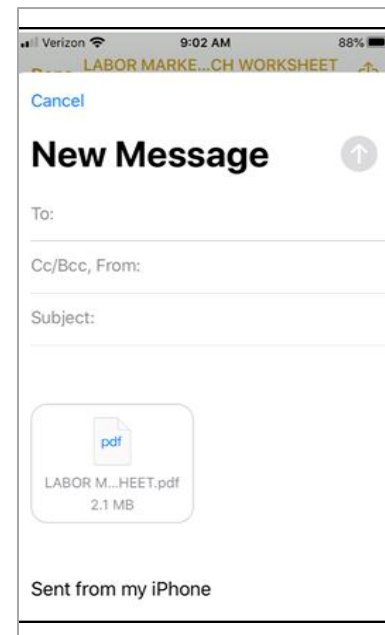 Verizon 9:02 AM 88%
Done LABOR MARKE...CH WORKSHEET
Cancel
New Message
To:
Cc/Bcc, From:
Subject:
pdf
LABOR M...HEET.pdf
2.1 MB
Sent from my iPhone